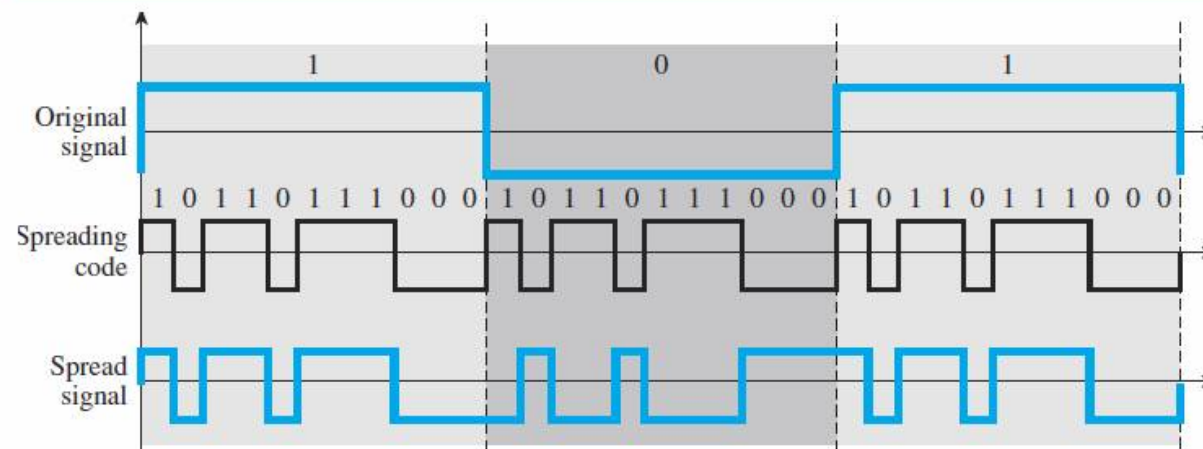 1 0 1
Original
signal
1 0 1 1 0 1 1 1 0 0 0 1 0 1 1 0 1 1 1 0 0 0 1 0 1 1 0 1 1 1 0 0 0
Spreading
code
Spread
signal